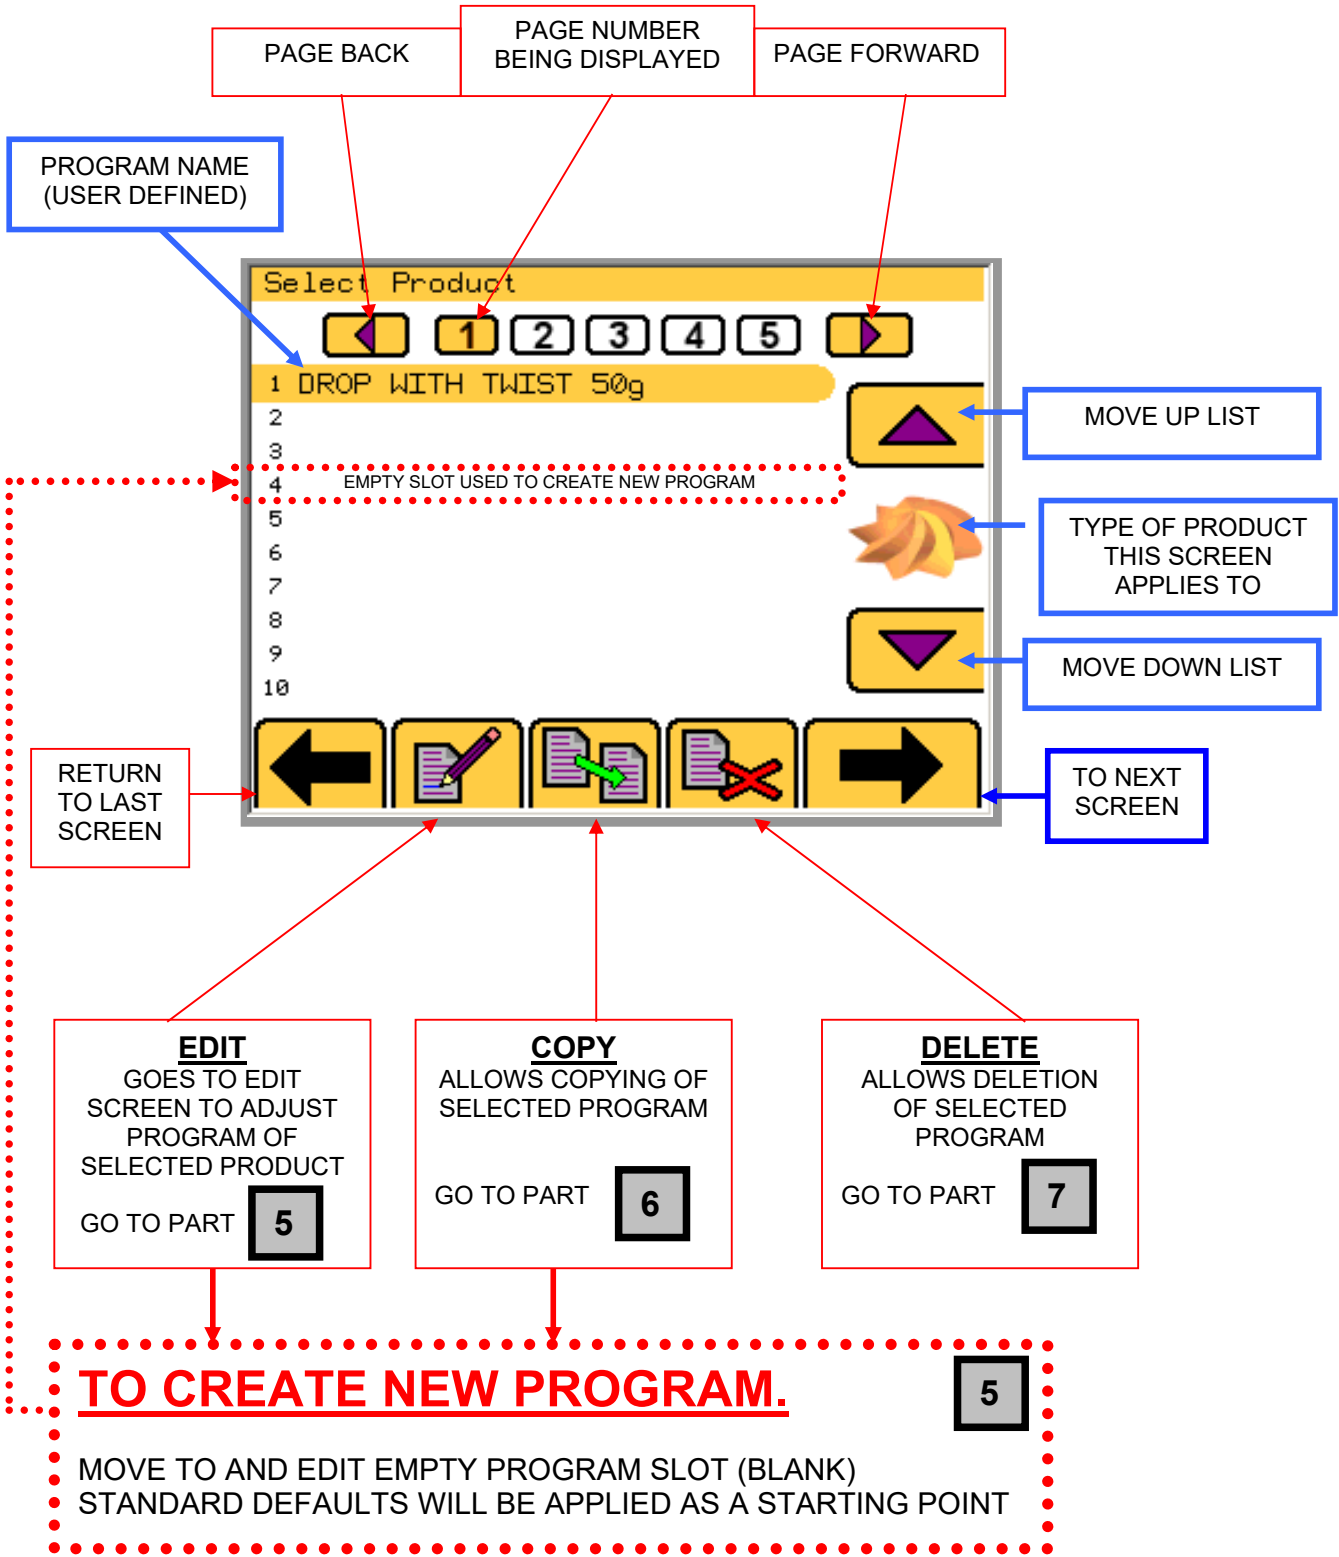 PAGE BACK
PAGE NUMBER
BEING DISPLAYED
PAGE FORWARD
PROGRAM NAME
(USER DEFINED)
Select Product
1 2 3 4 5
1 DROP WITH TWIST 50g
2
3
4 EMPTY SLOT USED TO CREATE NEW PROGRAM
5
6
7
8
9
10
MOVE UP LIST
TYPE OF PRODUCT
THIS SCREEN
APPLIES TO
MOVE DOWN LIST
RETURN
TO LAST
SCREEN
TO NEXT
SCREEN
EDIT
GOES TO EDIT
SCREEN TO ADJUST
PROGRAM OF
SELECTED PRODUCT
GO TO PART 5
COPY
ALLOWS COPYING OF
SELECTED PROGRAM
GO TO PART 6
DELETE
ALLOWS DELETION
OF SELECTED
PROGRAM
GO TO PART 7
TO CREATE NEW PROGRAM. 5
MOVE TO AND EDIT EMPTY PROGRAM SLOT (BLANK)
STANDARD DEFAULTS WILL BE APPLIED AS A STARTING POINT